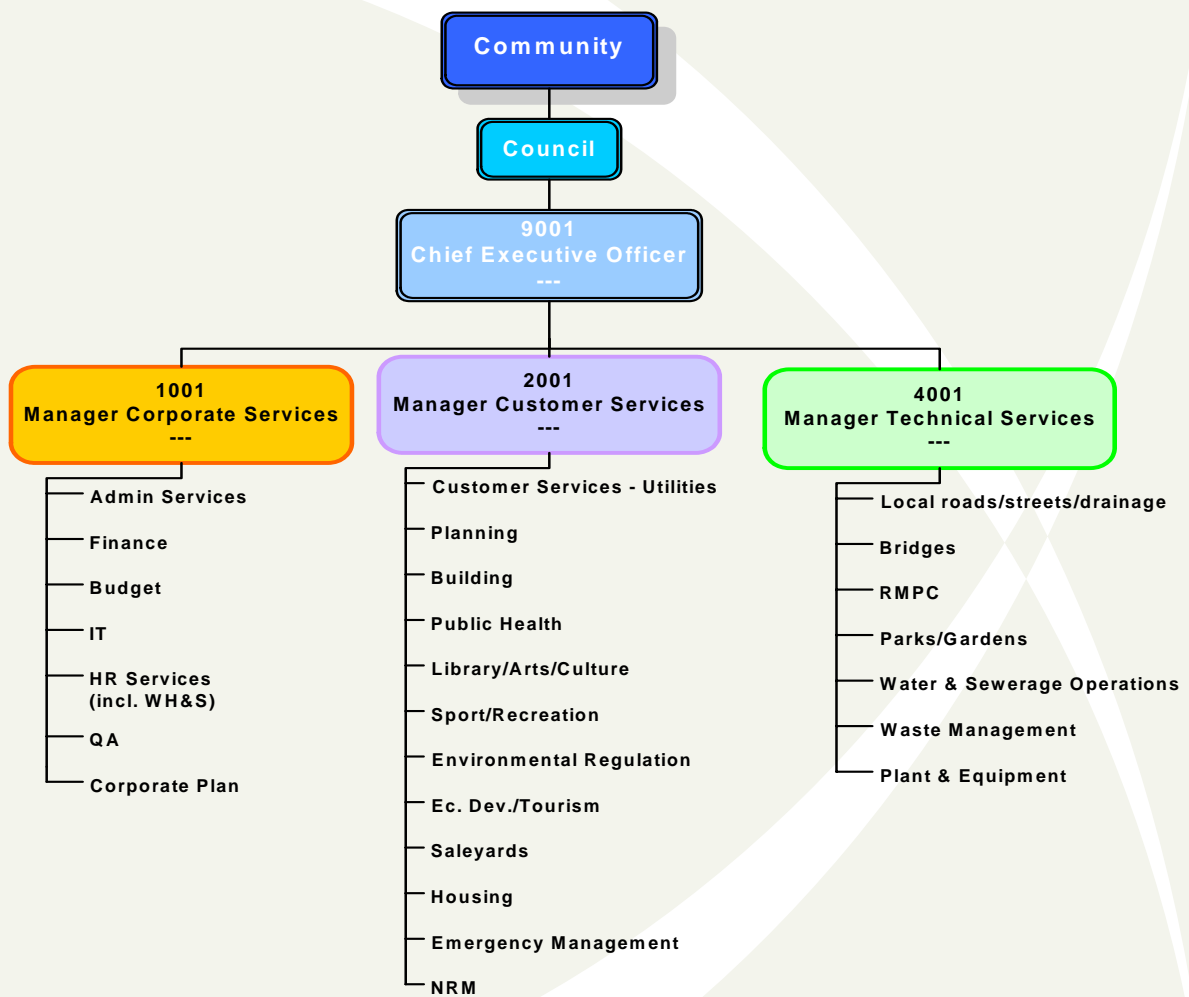 Community
Council
9001
Chief Executive Officer
---
1001
Manager Corporate Services
---
Admin Services
Finance
Budget
IT
HR Services
(incl. WH&S)
QA
Corporate Plan
2001
Manager Customer Services
---
Customer Services - Utilities
Planning
Building
Public Health
Library/Arts/Culture
Sport/Recreation
Environmental Regulation
Ec. Dev./Tourism
Saleyards
Housing
Emergency Management
NRM
4001
Manager Technical Services
---
Local roads/streets/drainage
Bridges
RMPC
Parks/Gardens
Water & Sewerage Operations
Waste Management
Plant & Equipment